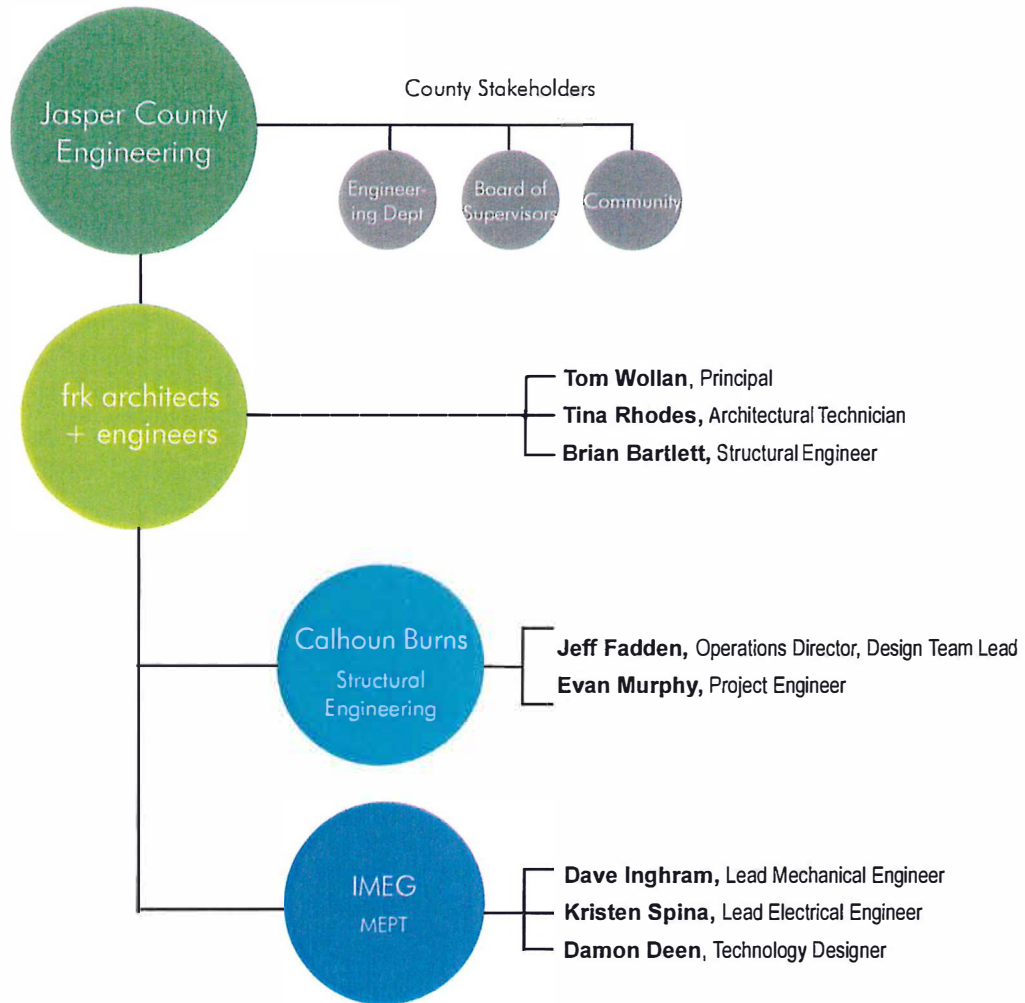 County Stakeholders
Jasper County
Engineering
Engineer-
ing Dept
Board of
Supervisors
Community
frk architects
+ engineers
Tom Wollan, Principal
Tina Rhodes, Architectural Technician
Brian Bartlett, Structural Engineer
Calhoun Burns
Structural
Engineering
Jeff Fadden, Operations Director, Design Team Lead
Evan Murphy, Project Engineer
IMEG
MEPT
Dave Inghram, Lead Mechanical Engineer
Kristen Spina, Lead Electrical Engineer
Damon Deen, Technology Designer